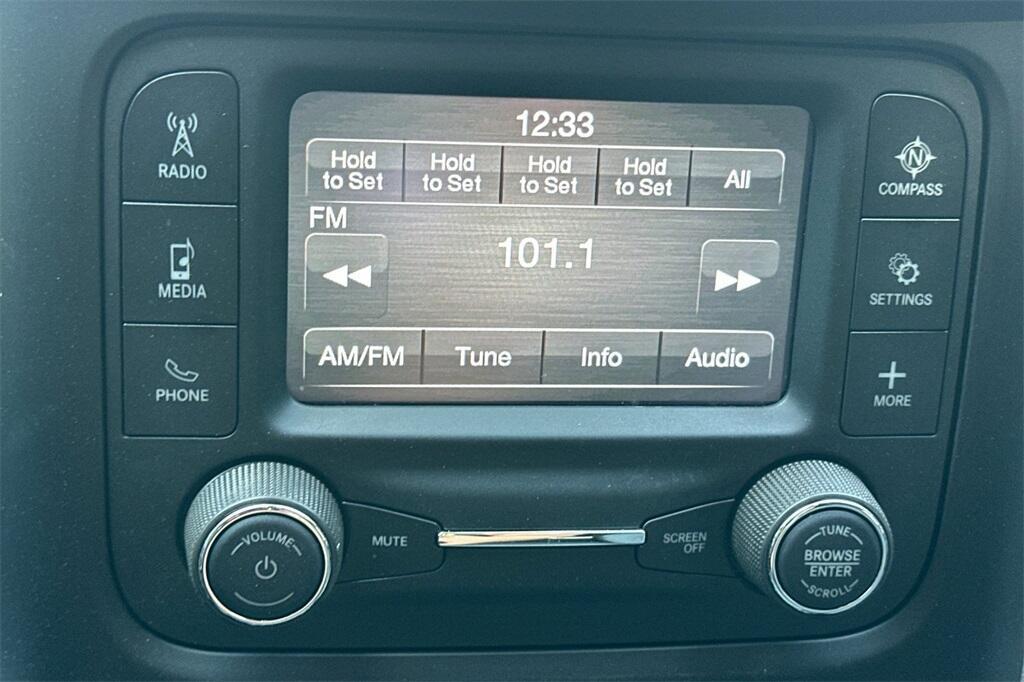 RADIO
MEDIA
PHONE
12:33
Hold to Set
Hold to Set
Hold to Set
Hold to Set
All
FM
101.1
AM/FM
Tune
Info
Audio
N
COMPASS
SETTINGS
MORE
VOLUME
MUTE
SCREEN
OFF
TUNE
BROWSE
ENTER
SCROLL